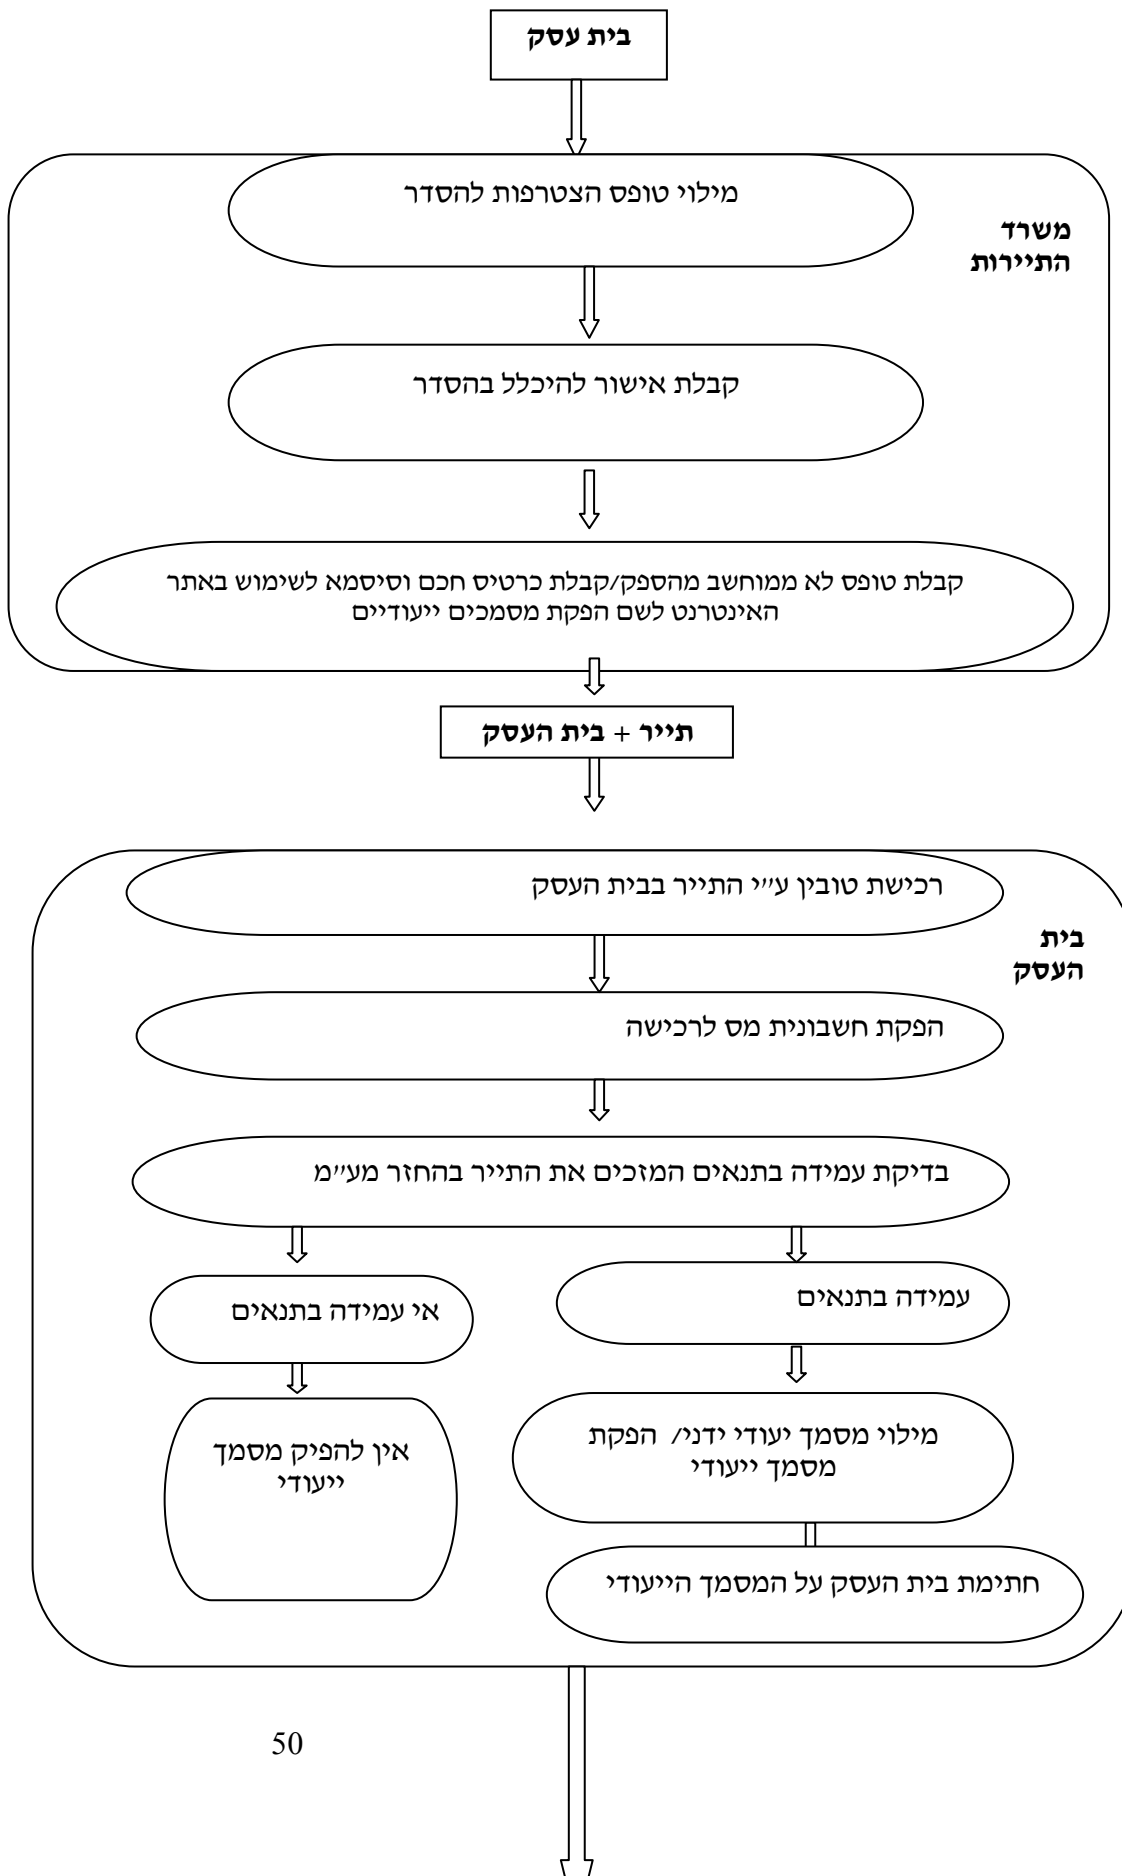 בית עסק
מילוי טופס הצטרפות להסדר
משרד
התיירות
קבלת אישור להיכלל בהסדר
קבלת טופס לא ממוחשב מהספק/קבלת כרטיס חכם וסיסמא לשימוש באתר
האינטרנט לשם הפקת מסמכים ייעודיים
תייר + בית העסק
רכישת טובין ע״י התייר בבית העסק
בית
העסק
הפקת חשבונית מס לרכישה
בדיקת עמידה בתנאים המזכים את התייר בהחזר מע״מ
עמידה בתנאים
אי עמידה בתנאים
מילוי מסמך יעודי ידני/ הפקת
מסמך ייעודי
אין להפיק מסמך
ייעודי
חתימת בית העסק על המסמך הייעודי
50